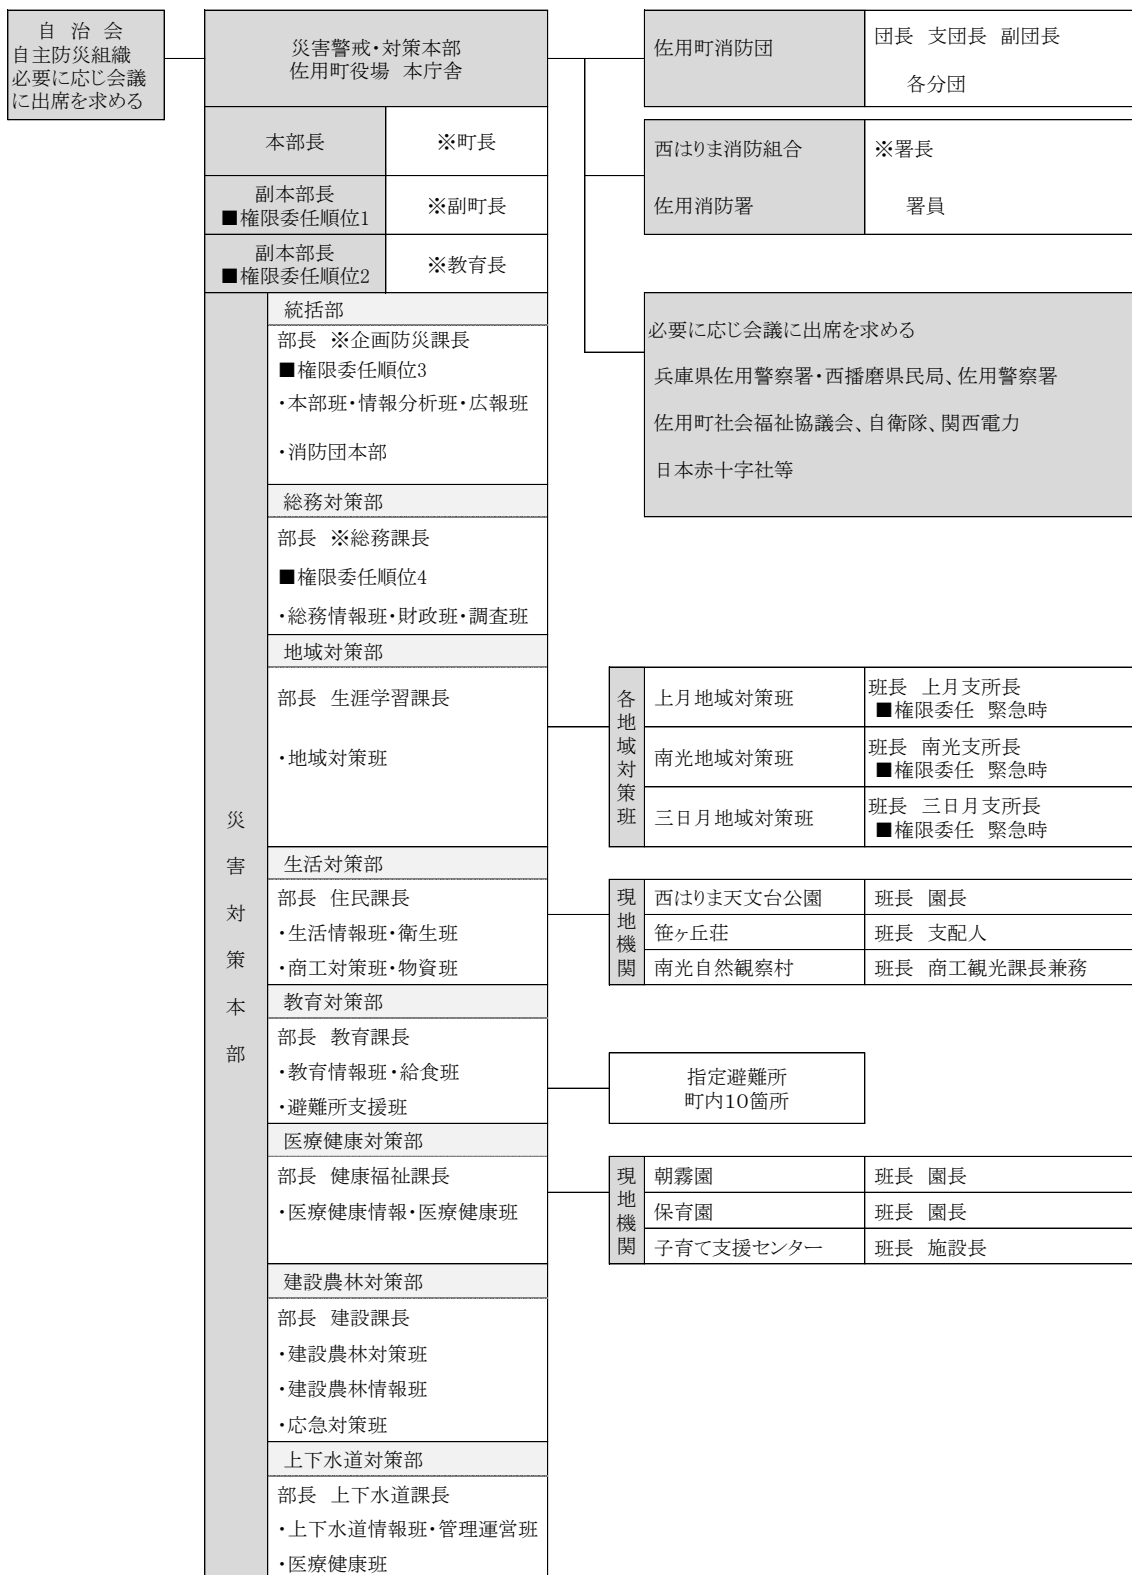 自 治 会
自主防災組織
必要に応じ会議
に出席を求める
災害警戒・対策本部
佐用町役場 本庁舎
本部長
※町長
副本部長
■権限委任順位1
※副町長
副本部長
■権限委任順位2
※教育長
佐用町消防団
団長 支団長 副団長
各分団
西はりま消防組合
※署長
佐用消防署
署員
必要に応じ会議に出席を求める
兵庫県佐用警察署・西播磨県民局、佐用警察署
佐用町社会福祉協議会、自衛隊、関西電力
日本赤十字社等
災害対策本部
統括部
部長 ※企画防災課長
■権限委任順位3
・本部班・情報分析班・広報班
・消防団本部
総務対策部
部長 ※総務課長
■権限委任順位4
・総務情報班・財政班・調査班
地域対策部
部長 生涯学習課長
・地域対策班
各地域対策班
上月地域対策班
班長 上月支所長
■権限委任 緊急時
南光地域対策班
班長 南光支所長
■権限委任 緊急時
三日月地域対策班
班長 三日月支所長
■権限委任 緊急時
生活対策部
部長 住民課長
・生活情報班・衛生班
・商工対策班・物資班
現地機関
西はりま天文台公園
班長 園長
笹ヶ丘荘
班長 支配人
南光自然観察村
班長 商工観光課長兼務
教育対策部
部長 教育課長
・教育情報班・給食班
・避難所支援班
指定避難所
町内10箇所
医療健康対策部
部長 健康福祉課長
・医療健康情報・医療健康班
現地機関
朝霧園
班長 園長
保育園
班長 園長
子育て支援センター
班長 施設長
建設農林対策部
部長 建設課長
・建設農林対策班
・建設農林情報班
・応急対策班
上下水道対策部
部長 上下水道課長
・上下水道情報班・管理運営班
・医療健康班